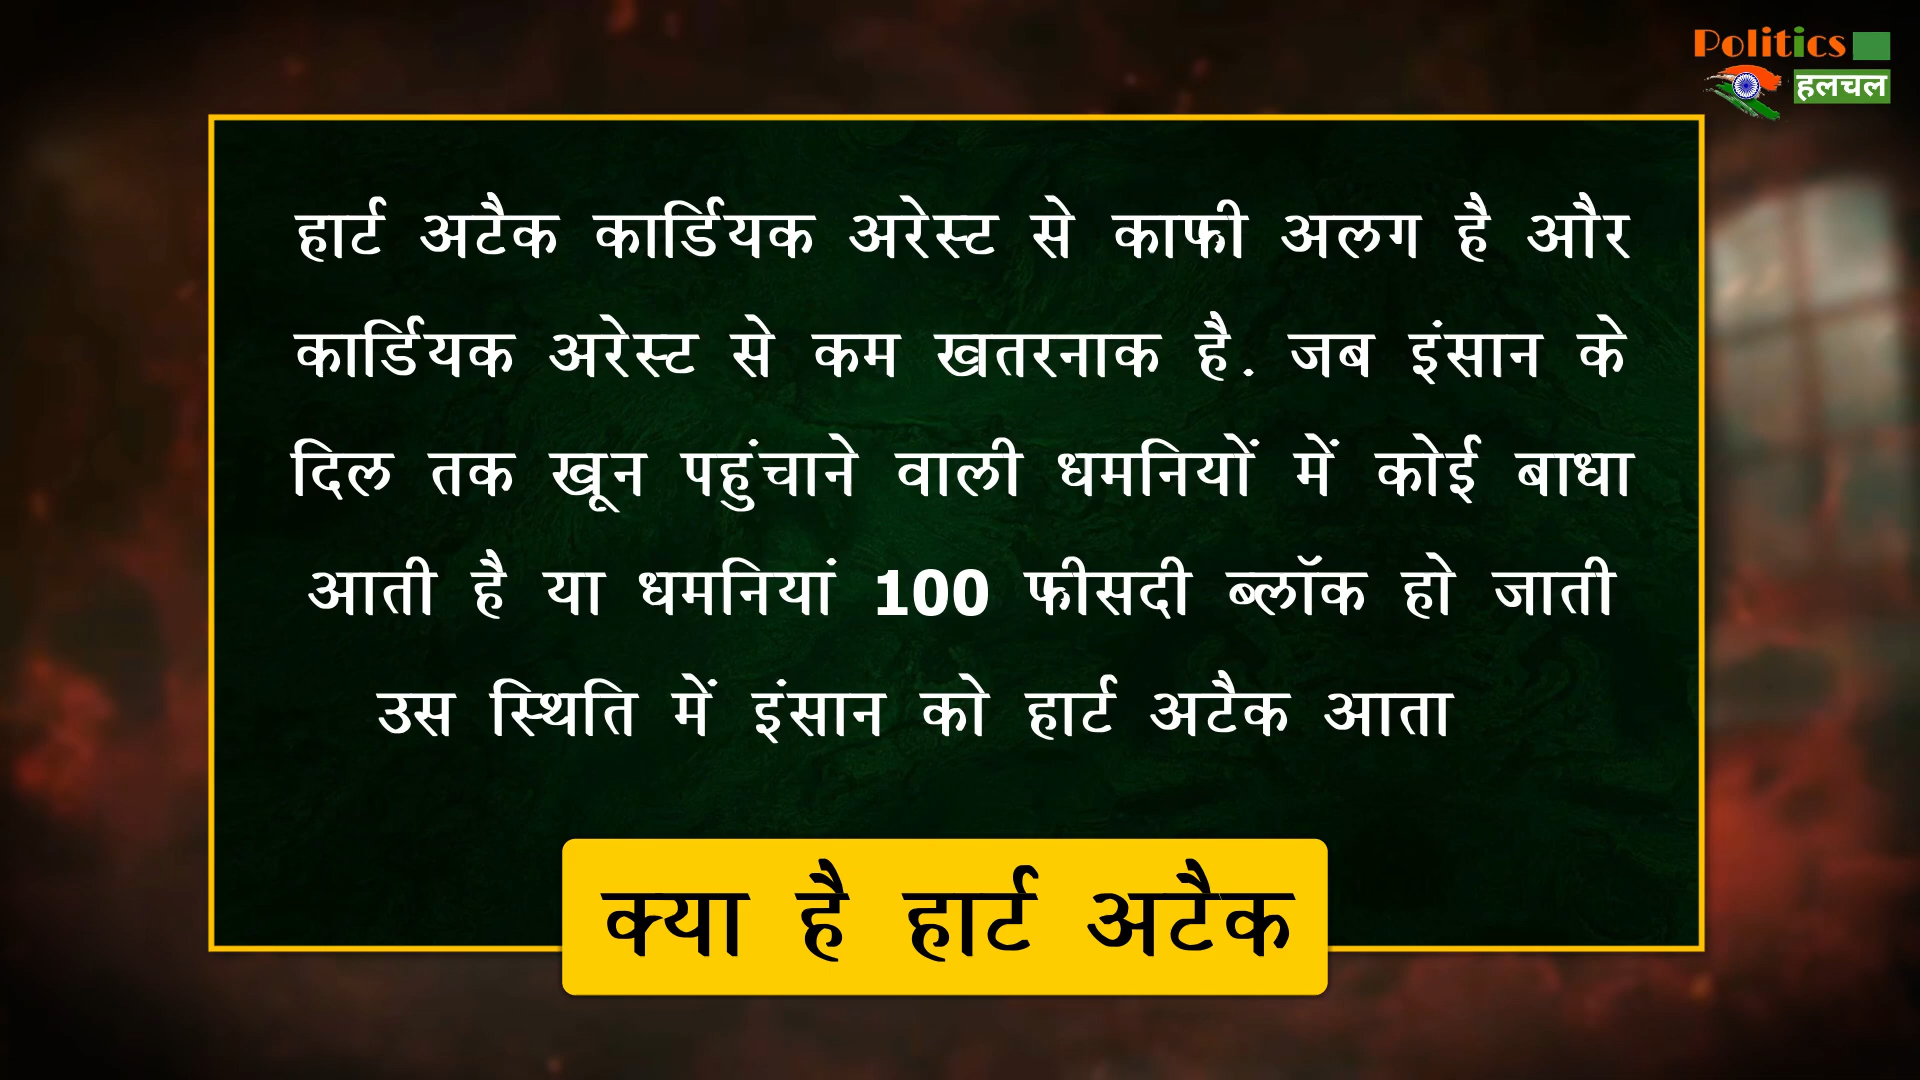 Politics
हलचल
हार्ट अटैक कार्डियक अरेस्ट से काफी अलग है और
कार्डियक अरेस्ट से कम खतरनाक है. जब इंसान के
दिल तक खून पहुंचाने वाली धमनियों में कोई बाधा
आती है या धमनियां 100 फीसदी ब्लॉक हो जाती
उस स्थिति में इंसान को हार्ट अटैक आता
क्या है हार्ट अटैक